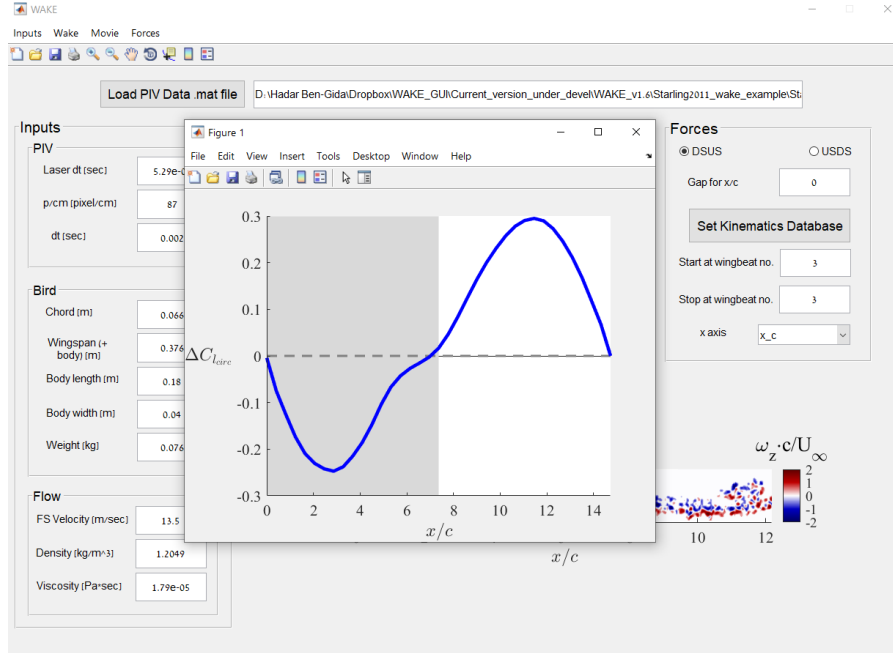 WAKE
Inputs Wake Movie Forces
Load PIV Data .mat file
D:\Hadar Ben-Gida\Dropbox\WAKE_GUI\Current_version_under_devel\WAKE_v1.6\Starling2011_wake_example\St
Inputs
PIV
Laser dt [sec] 5.29e-0
p/cm [pixel/cm] 87
dt [sec] 0.002
Bird
Chord [m] 0.066
Wingspan (+
body) [m] 0.376
Body length [m] 0.18
Body width [m] 0.04
Weight [kg] 0.076
Flow
FS Velocity [m/sec] 13.5
Density [kg/m^3] 1.2049
Viscosity [Pa*sec] 1.79e-05
Figure 1
File Edit View Insert Tools Desktop Window Help
0.3
0.2
0.1
0
-0.1
-0.2
-0.3
ΔC_{l_{circ}}
0 2 4 6 8 10 12 14
x/c
Forces
DSUS USDS
Gap for x/c 0
Set Kinematics Database
Start at wingbeat no. 3
Stop at wingbeat no. 3
x axis x_c
ω_z·c/U_∞
2
1
0
-1
-2
10 12
x/c